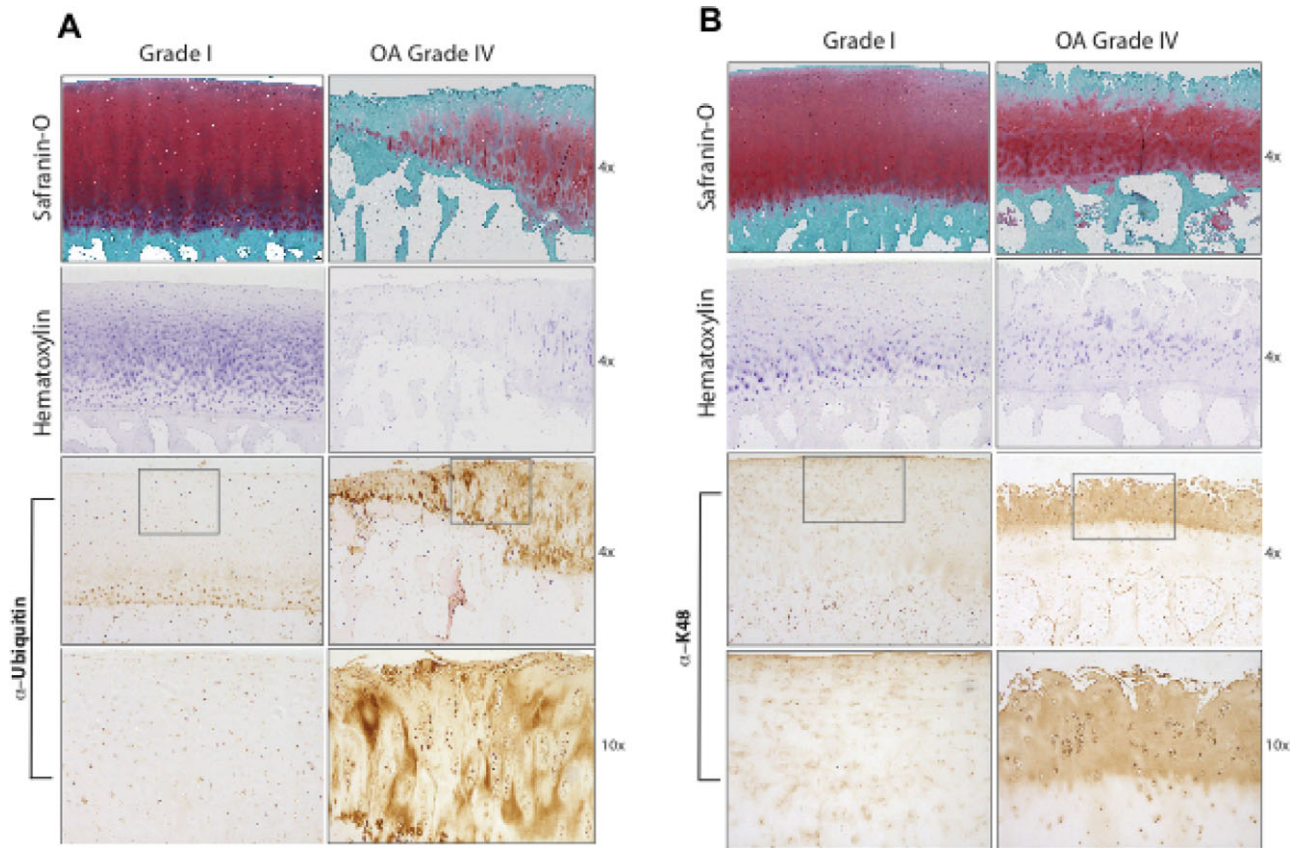 A
Grade I
OA Grade IV
Safranin-O
4x
Hematoxylin
4x
α-Ubiquitin
4x
10x
B
Grade I
OA Grade IV
Safranin-O
4x
Hematoxylin
4x
α-K48
4x
10x